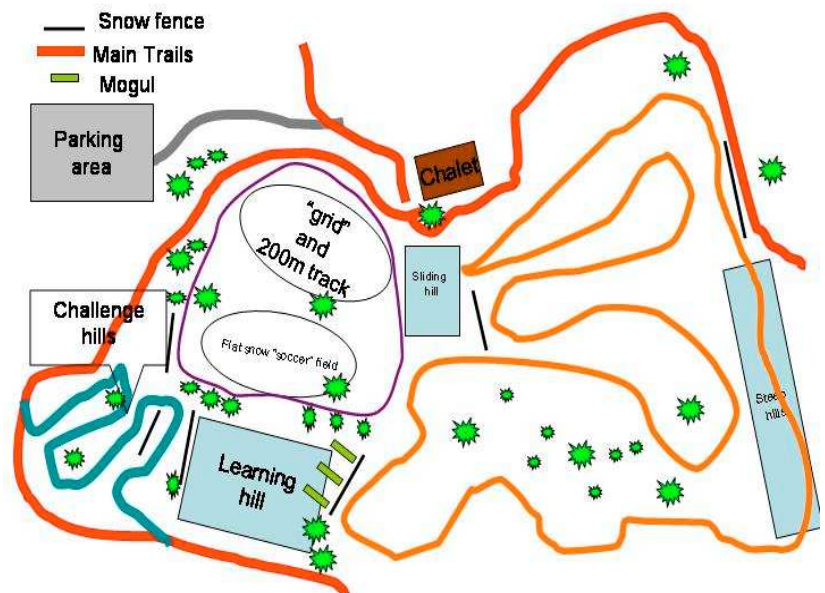 Snow fence
Main Trails
Mogul
Parking
area
Chalet
"grid"
and
200m track
Sliding
hill
Challenge
hills
Flat snow "soccer" field
Steep
hills
Learning
hill